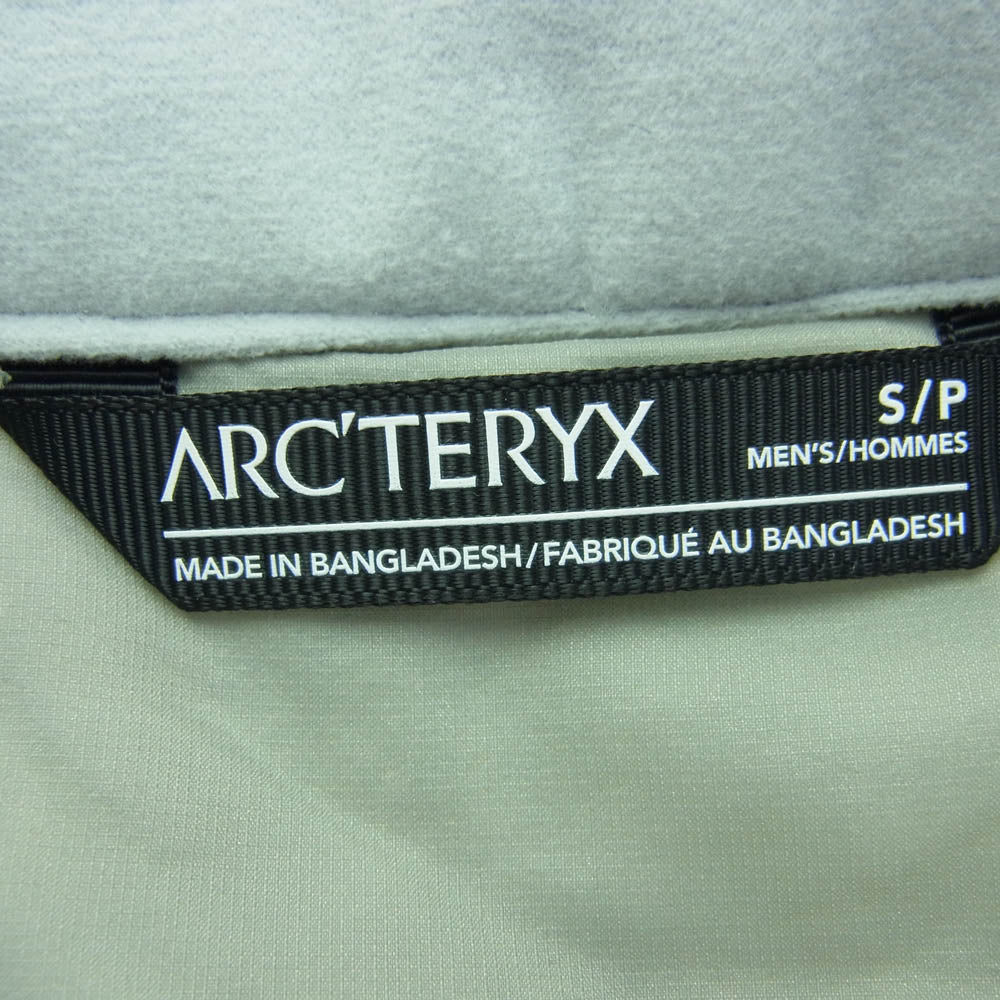 ARC'TERYX
S/P
MEN'S/HOMMES
MADE IN BANGLADESH/FABRIQUÉ AU BANGLADESH